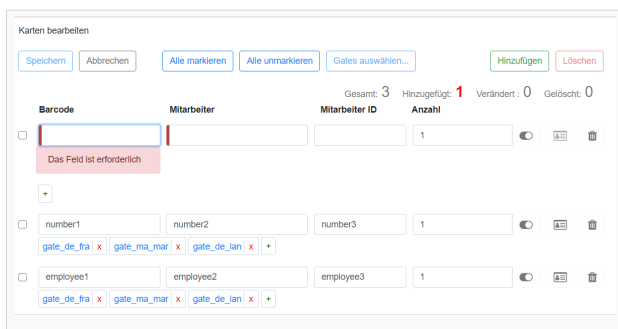 Karten bearbeiten
Speichern Abbrechen Alle markieren Alle unmarkieren Gates auswählen... Hinzufügen Löschen
Gesamt: 3 Hinzugefügt: 1 Verändert : 0 Gelöscht: 0
Barcode Mitarbeiter Mitarbeiter ID Anzahl
1
Das Feld ist erforderlich
+
number1 number2 number3 1
gate_de_fra x gate_ma_mar x gate_de_lan x +
employee1 employee2 employee3 1
gate_de_fra x gate_ma_mar x gate_de_lan x +